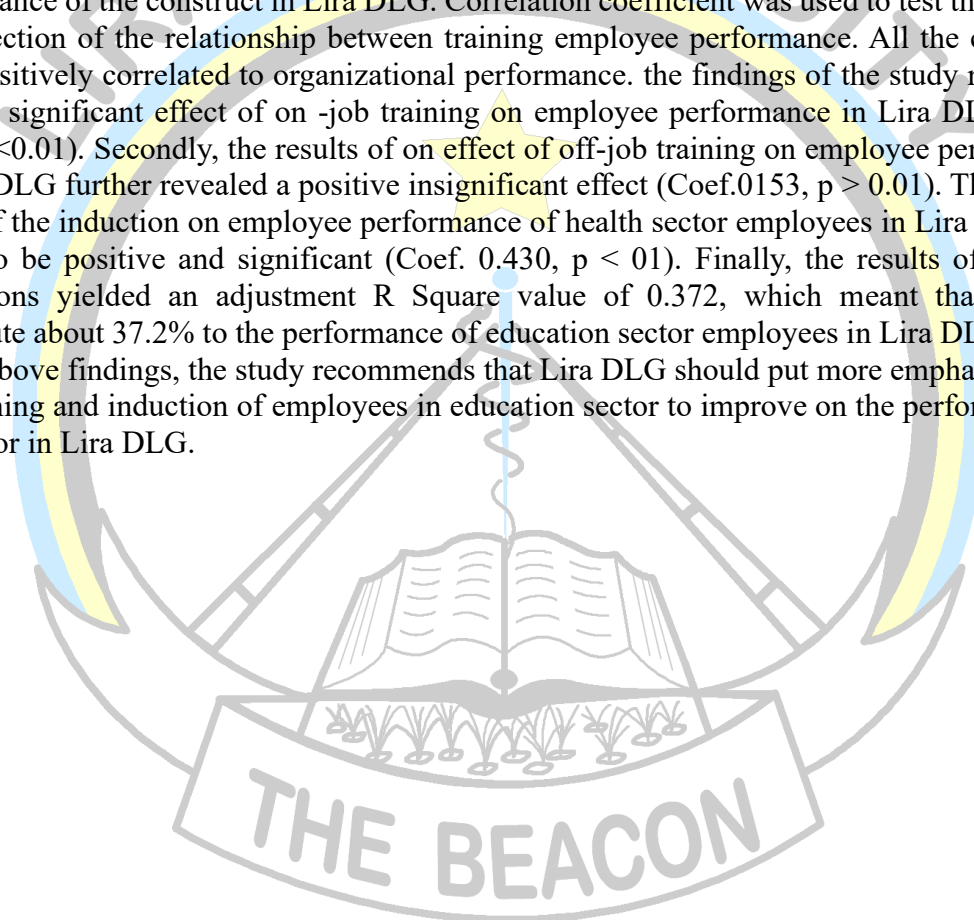 ance of the construct in Lira DLG. Correlation coefficient was used to test th
ection of the relationship between training employee performance. All the
sitively correlated to organizational performance. the findings of the study
significant effect of on -job training on employee performance in Lira DL
<0.01). Secondly, the results of on effect of off-job training on employee per
DLG further revealed a positive insignificant effect (Coef.0153, p > 0.01). Th
f the induction on employee performance of health sector employees in Lira
o be positive and significant (Coef. 0.430, p < 01). Finally, the results of
ons yielded an adjustment R Square value of 0.372, which meant tha
ute about 37.2% to the performance of education sector employees in Lira DL
bove findings, the study recommends that Lira DLG should put more empha
ning and induction of employees in education sector to improve on the perfor
or in Lira DLG.
LIRA
SITY
THE BEACON